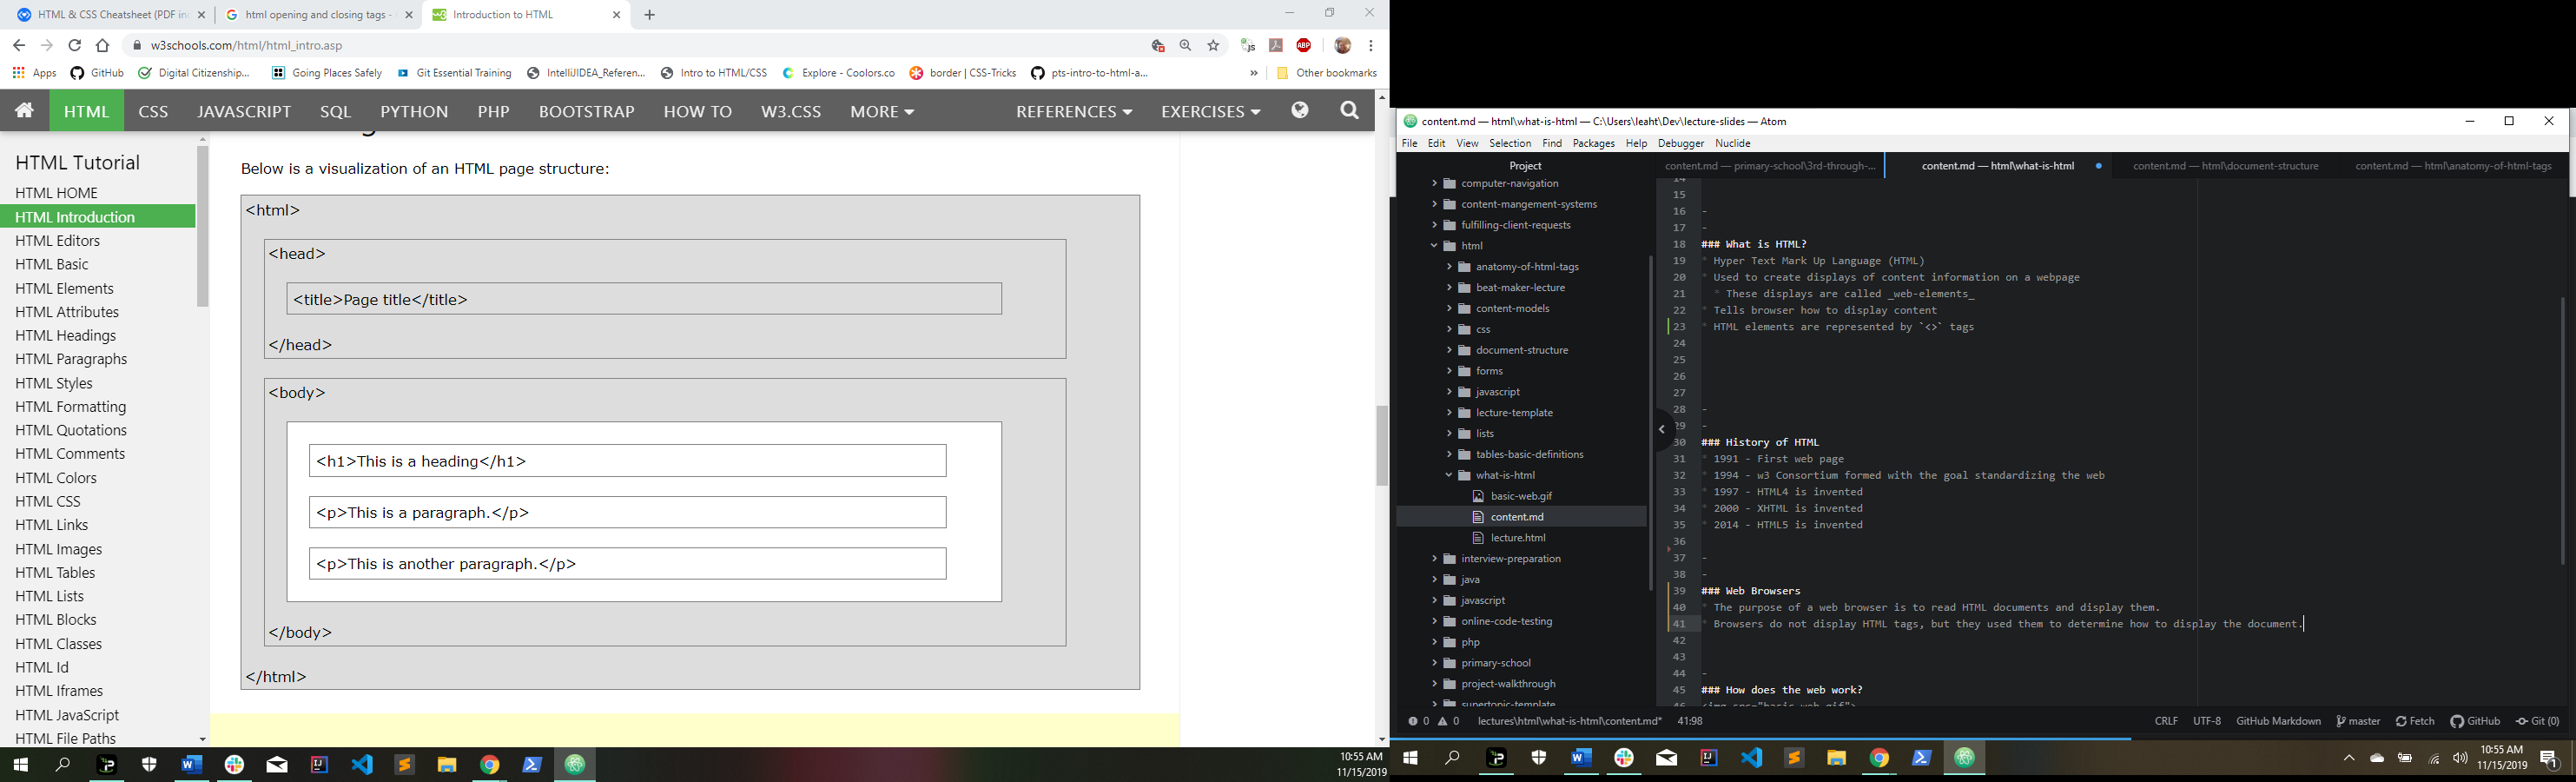 HTML & CSS Cheatsheet (PDF in
html opening and closing tags -
Introduction to HTML
w3schools.com/html/html_intro.asp
Apps
GitHub
Digital Citizenship...
Going Places Safely
Git Essential Training
IntelliJIDEA_Referen...
Intro to HTML/CSS
Explore - Coolors.co
border | CSS-Tricks
pts-intro-to-html-a...
»
Other bookmarks
HTML CSS JAVASCRIPT SQL PYTHON PHP BOOTSTRAP HOW TO W3.CSS MORE REFERENCES EXERCISES
HTML Tutorial
HTML HOME
HTML Introduction
HTML Editors
HTML Basic
HTML Elements
HTML Attributes
HTML Headings
HTML Paragraphs
HTML Styles
HTML Formatting
HTML Quotations
HTML Comments
HTML Colors
HTML CSS
HTML Links
HTML Images
HTML Tables
HTML Lists
HTML Blocks
HTML Classes
HTML Id
HTML Iframes
HTML JavaScript
HTML File Paths
Below is a visualization of an HTML page structure:
<html>
<head>
<title>Page title</title>
</head>
<body>
<h1>This is a heading</h1>
<p>This is a paragraph.</p>
<p>This is another paragraph.</p>
</body>
</html>
10:55 AM
11/15/2019
content.md — html\what-is-html — C:\Users\leaht\Dev\lecture-slides — Atom
File Edit View Selection Find Packages Help Debugger Nuclide
Project
computer-navigation
content-mangement-systems
fulfilling-client-requests
html
anatomy-of-html-tags
beat-maker-lecture
content-models
css
document-structure
forms
javascript
lecture-template
lists
tables-basic-definitions
what-is-html
basic-web.gif
content.md
lecture.html
interview-preparation
java
javascript
online-code-testing
php
primary-school
project-walkthrough
supertopic-template
content.md — primary-school\3rd-through-...
content.md — html\what-is-html
content.md — html\document-structure
content.md — html\anatomy-of-html-tags
14
15
16 -
17 -
18 ### What is HTML?
19 * Hyper Text Mark Up Language (HTML)
20 * Used to create displays of content information on a webpage
21 * These displays are called _web-elements_
22 * Tells browser how to display content
23 * HTML elements are represented by `<>` tags
24
25
26
27
28 -
29 -
30 ### History of HTML
31 * 1991 - First web page
32 * 1994 - w3 Consortium formed with the goal standardizing the web
33 * 1997 - HTML4 is invented
34 * 2000 - XHTML is invented
35 * 2014 - HTML5 is invented
36
37 -
38 -
39 ### Web Browsers
40 * The purpose of a web browser is to read HTML documents and display them.
41 * Browsers do not display HTML tags, but they used them to determine how to display the document.
42
43
44 -
45 ### How does the web work?
46 <img src="basic-web.gif">
0 0 lectures\html\what-is-html\content.md* 41:98
CRLF UTF-8 GitHub Markdown master Fetch GitHub Git (0)
10:55 AM
11/15/2019